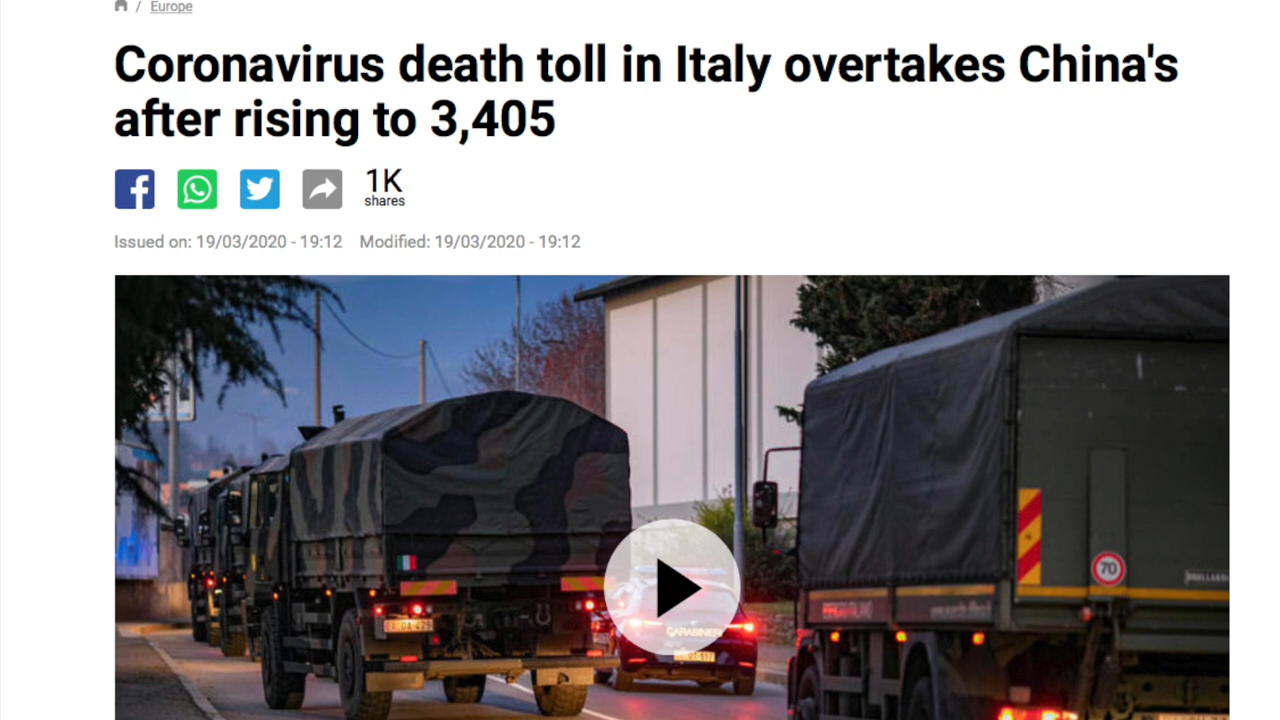 / Europe
Coronavirus death toll in Italy overtakes China's
after rising to 3,405
1K
shares
Issued on: 19/03/2020 - 19:12 Modified: 19/03/2020 - 19:12
70
CARABINIERI